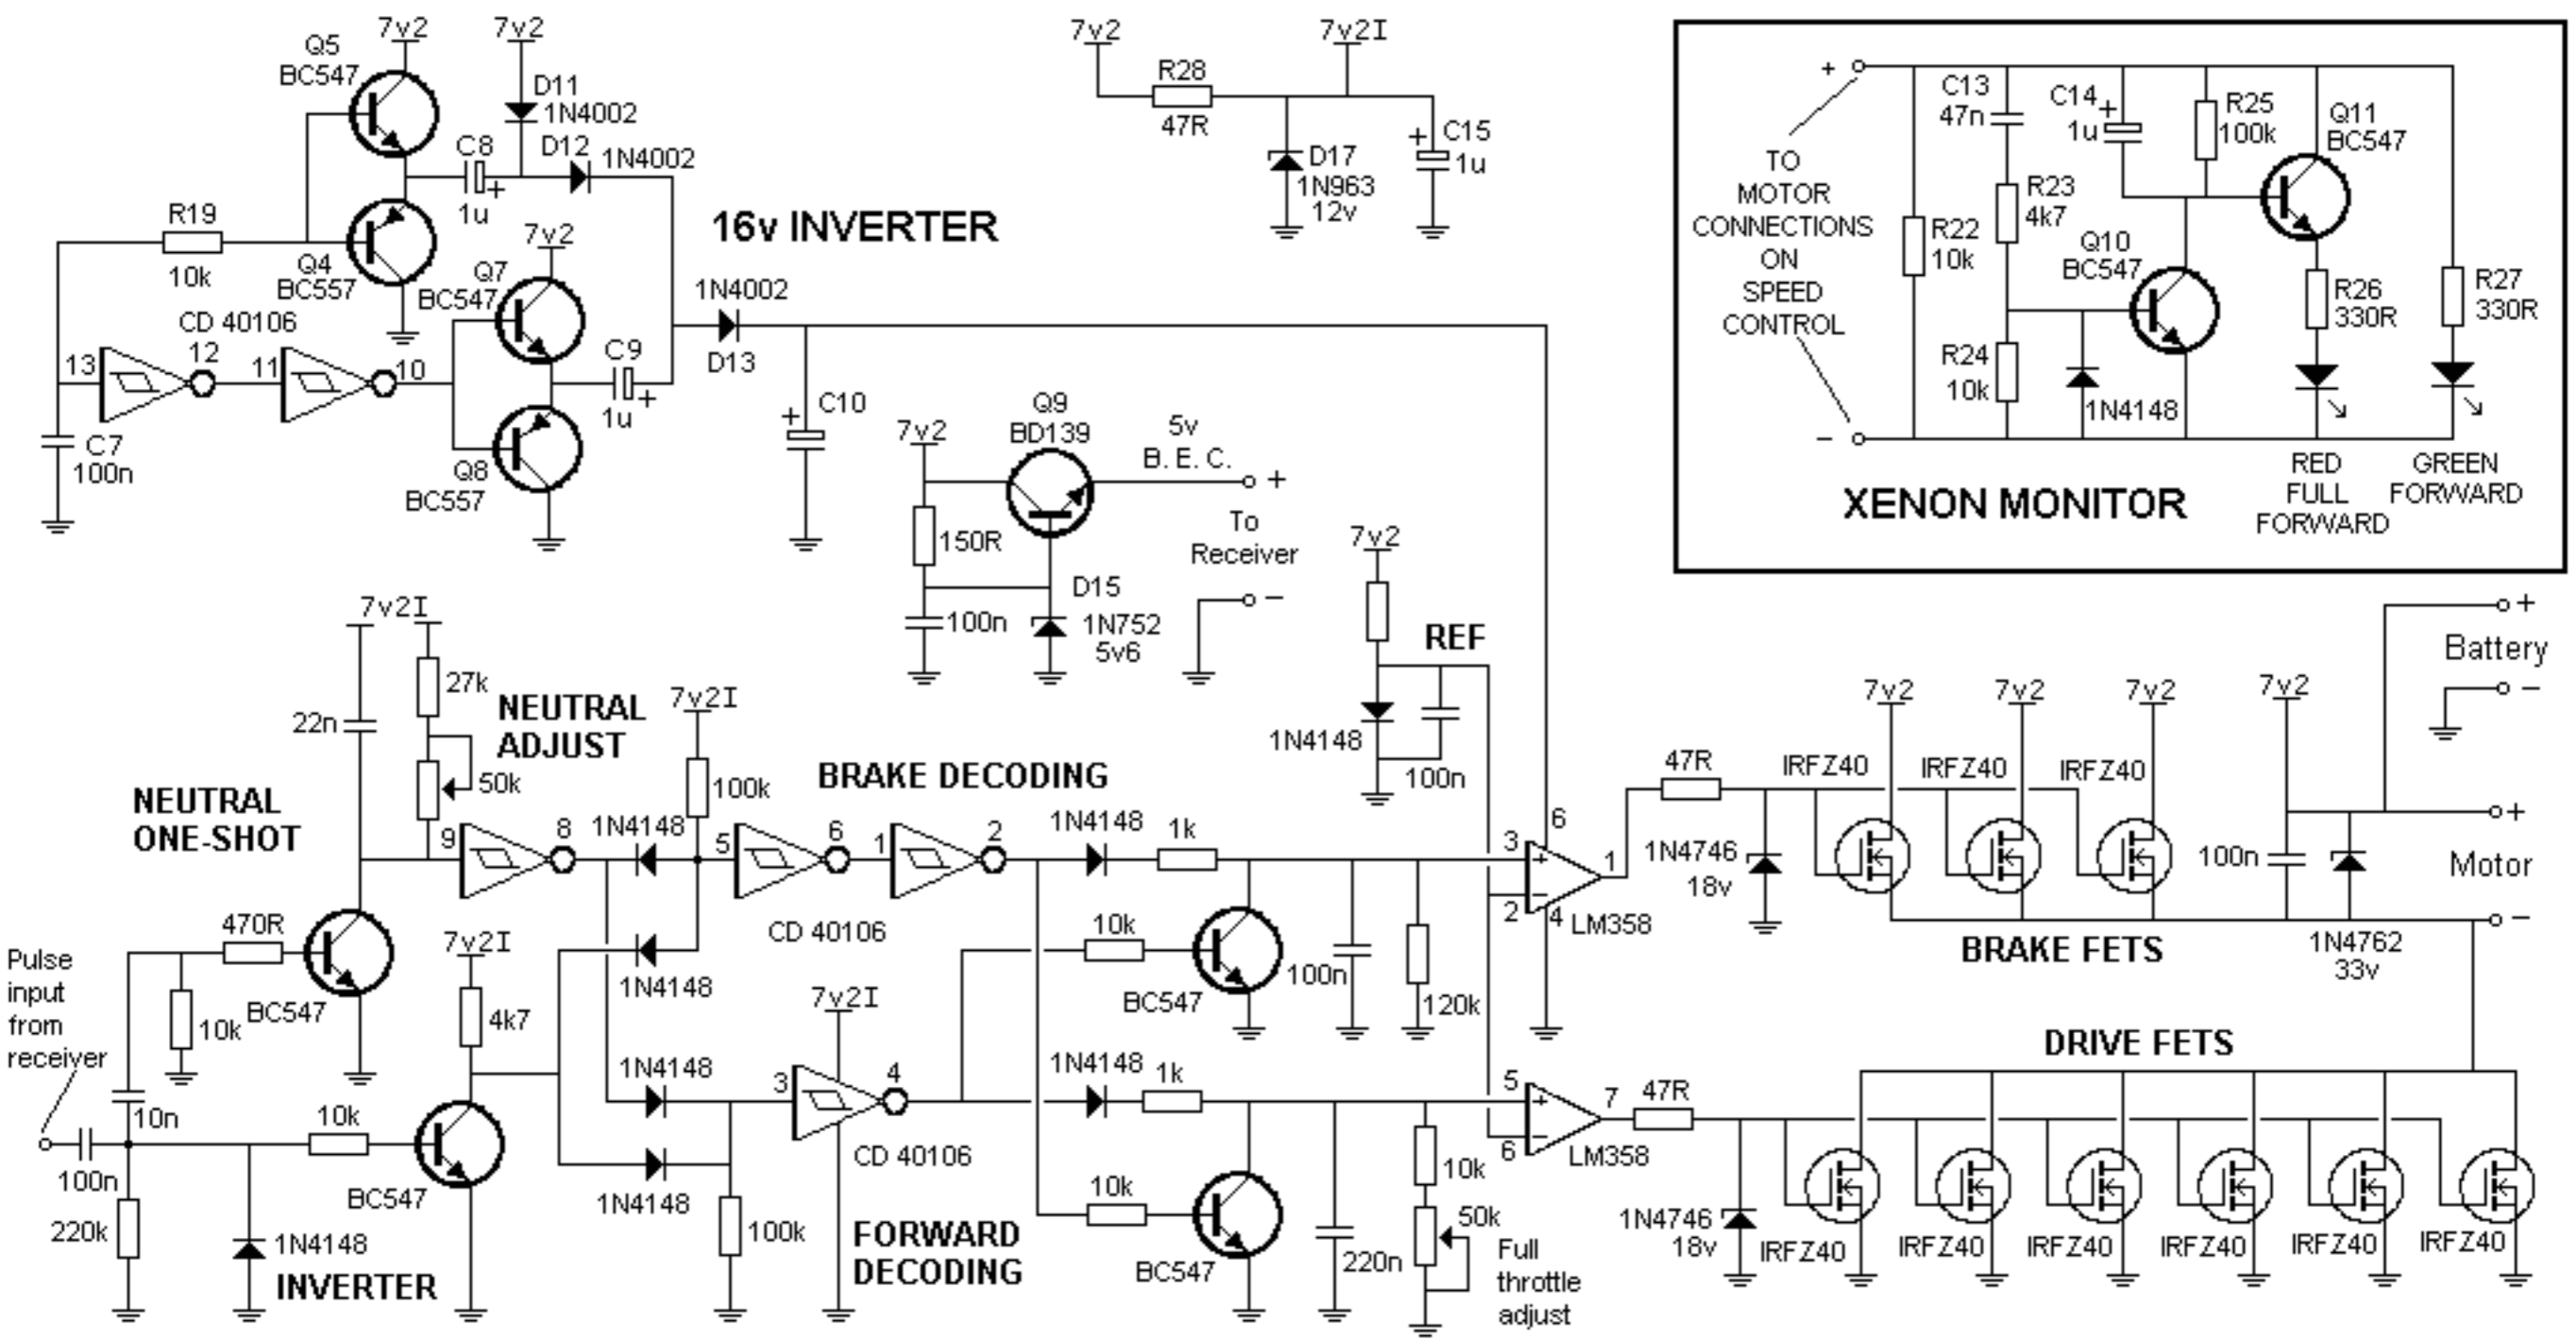 7v2
7v2
Q5
BC547
D11
1N4002
C8
D12
1N4002
+
1u
R19
10k
Q4
BC557
7v2
Q7
BC547
16v INVERTER
CD 40106
13
12
11
10
C7
100n
Q8
BC557
C9
+
1u
1N4002
D13
+
C10
7v2
7v2I
R28
47R
D17
1N963
12v
+
C15
1u
7v2
Q9
BD139
5v
B. E. C.
+
150R
To
Receiver
−
100n
D15
1N752
5v6
+
TO
MOTOR
CONNECTIONS
ON
SPEED
CONTROL
−
R22
10k
C13
47n
R23
4k7
R24
10k
C14
+
1u
R25
100k
Q10
BC547
1N4148
Q11
BC547
R26
330R
R27
330R
RED
FULL
FORWARD
GREEN
FORWARD
XENON MONITOR
7v2I
27k
22n
NEUTRAL
ADJUST
50k
NEUTRAL
ONE-SHOT
9
8
1N4148
7v2I
100k
BRAKE DECODING
5
6
1
2
CD 40106
1N4148
1k
7v2
REF
1N4148
100n
3
+
6
2
−
4
1
LM358
47R
1N4746
18v
7v2
7v2
7v2
IRFZ40
IRFZ40
IRFZ40
BRAKE FETS
7v2
100n
1N4762
33v
+
Battery
−
+
Motor
−
Pulse
input
from
receiver
470R
BC547
10k
10n
100n
220k
1N4148
INVERTER
10k
BC547
7v2I
4k7
1N4148
1N4148
1N4148
100k
7v2I
3
4
CD 40106
FORWARD
DECODING
10k
BC547
100n
120k
1N4148
1k
10k
BC547
220n
10k
50k
Full
throttle
adjust
5
+
6
−
7
LM358
47R
1N4746
18v
DRIVE FETS
IRFZ40
IRFZ40
IRFZ40
IRFZ40
IRFZ40
IRFZ40